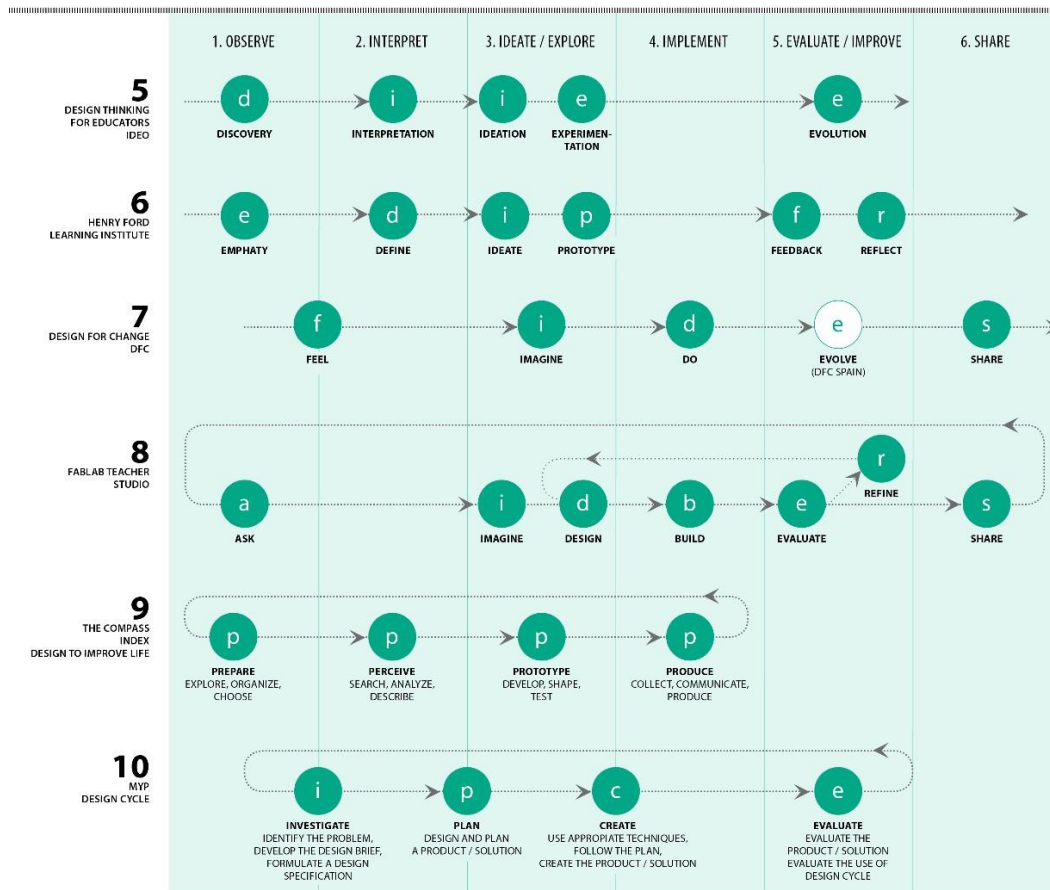 1. OBSERVE
2. INTERPRET
3. IDEATE / EXPLORE
4. IMPLEMENT
5. EVALUATE / IMPROVE
6. SHARE
5
DESIGN THINKING
FOR EDUCATORS
IDEO
d
DISCOVERY
i
INTERPRETATION
i
IDEATION
e
EXPERIMEN-
TATION
e
EVOLUTION
6
HENRY FORD
LEARNING INSTITUTE
e
EMPHATY
d
DEFINE
i
IDEATE
p
PROTOTYPE
f
FEEDBACK
r
REFLECT
7
DESIGN FOR CHANGE
DFC
f
FEEL
i
IMAGINE
d
DO
e
EVOLVE
(DFC SPAIN)
s
SHARE
8
FABLAB TEACHER
STUDIO
a
ASK
i
IMAGINE
d
DESIGN
b
BUILD
e
EVALUATE
r
REFINE
s
SHARE
9
THE COMPASS
INDEX
DESIGN TO IMPROVE LIFE
p
PREPARE
EXPLORE, ORGANIZE,
CHOOSE
p
PERCEIVE
SEARCH, ANALYZE,
DESCRIBE
p
PROTOTYPE
DEVELOP, SHAPE,
TEST
p
PRODUCE
COLLECT, COMMUNICATE,
PRODUCE
10
MYP
DESIGN CYCLE
i
INVESTIGATE
IDENTIFY THE PROBLEM,
DEVELOP THE DESIGN BRIEF,
FORMULATE A DESIGN
SPECIFICATION
p
PLAN
DESIGN AND PLAN
A PRODUCT / SOLUTION
c
CREATE
USE APPROPIATE TECHNIQUES,
FOLLOW THE PLAN,
CREATE THE PRODUCT / SOLUTION
e
EVALUATE
EVALUATE THE
PRODUCT / SOLUTION
EVALUATE THE USE OF
DESIGN CYCLE